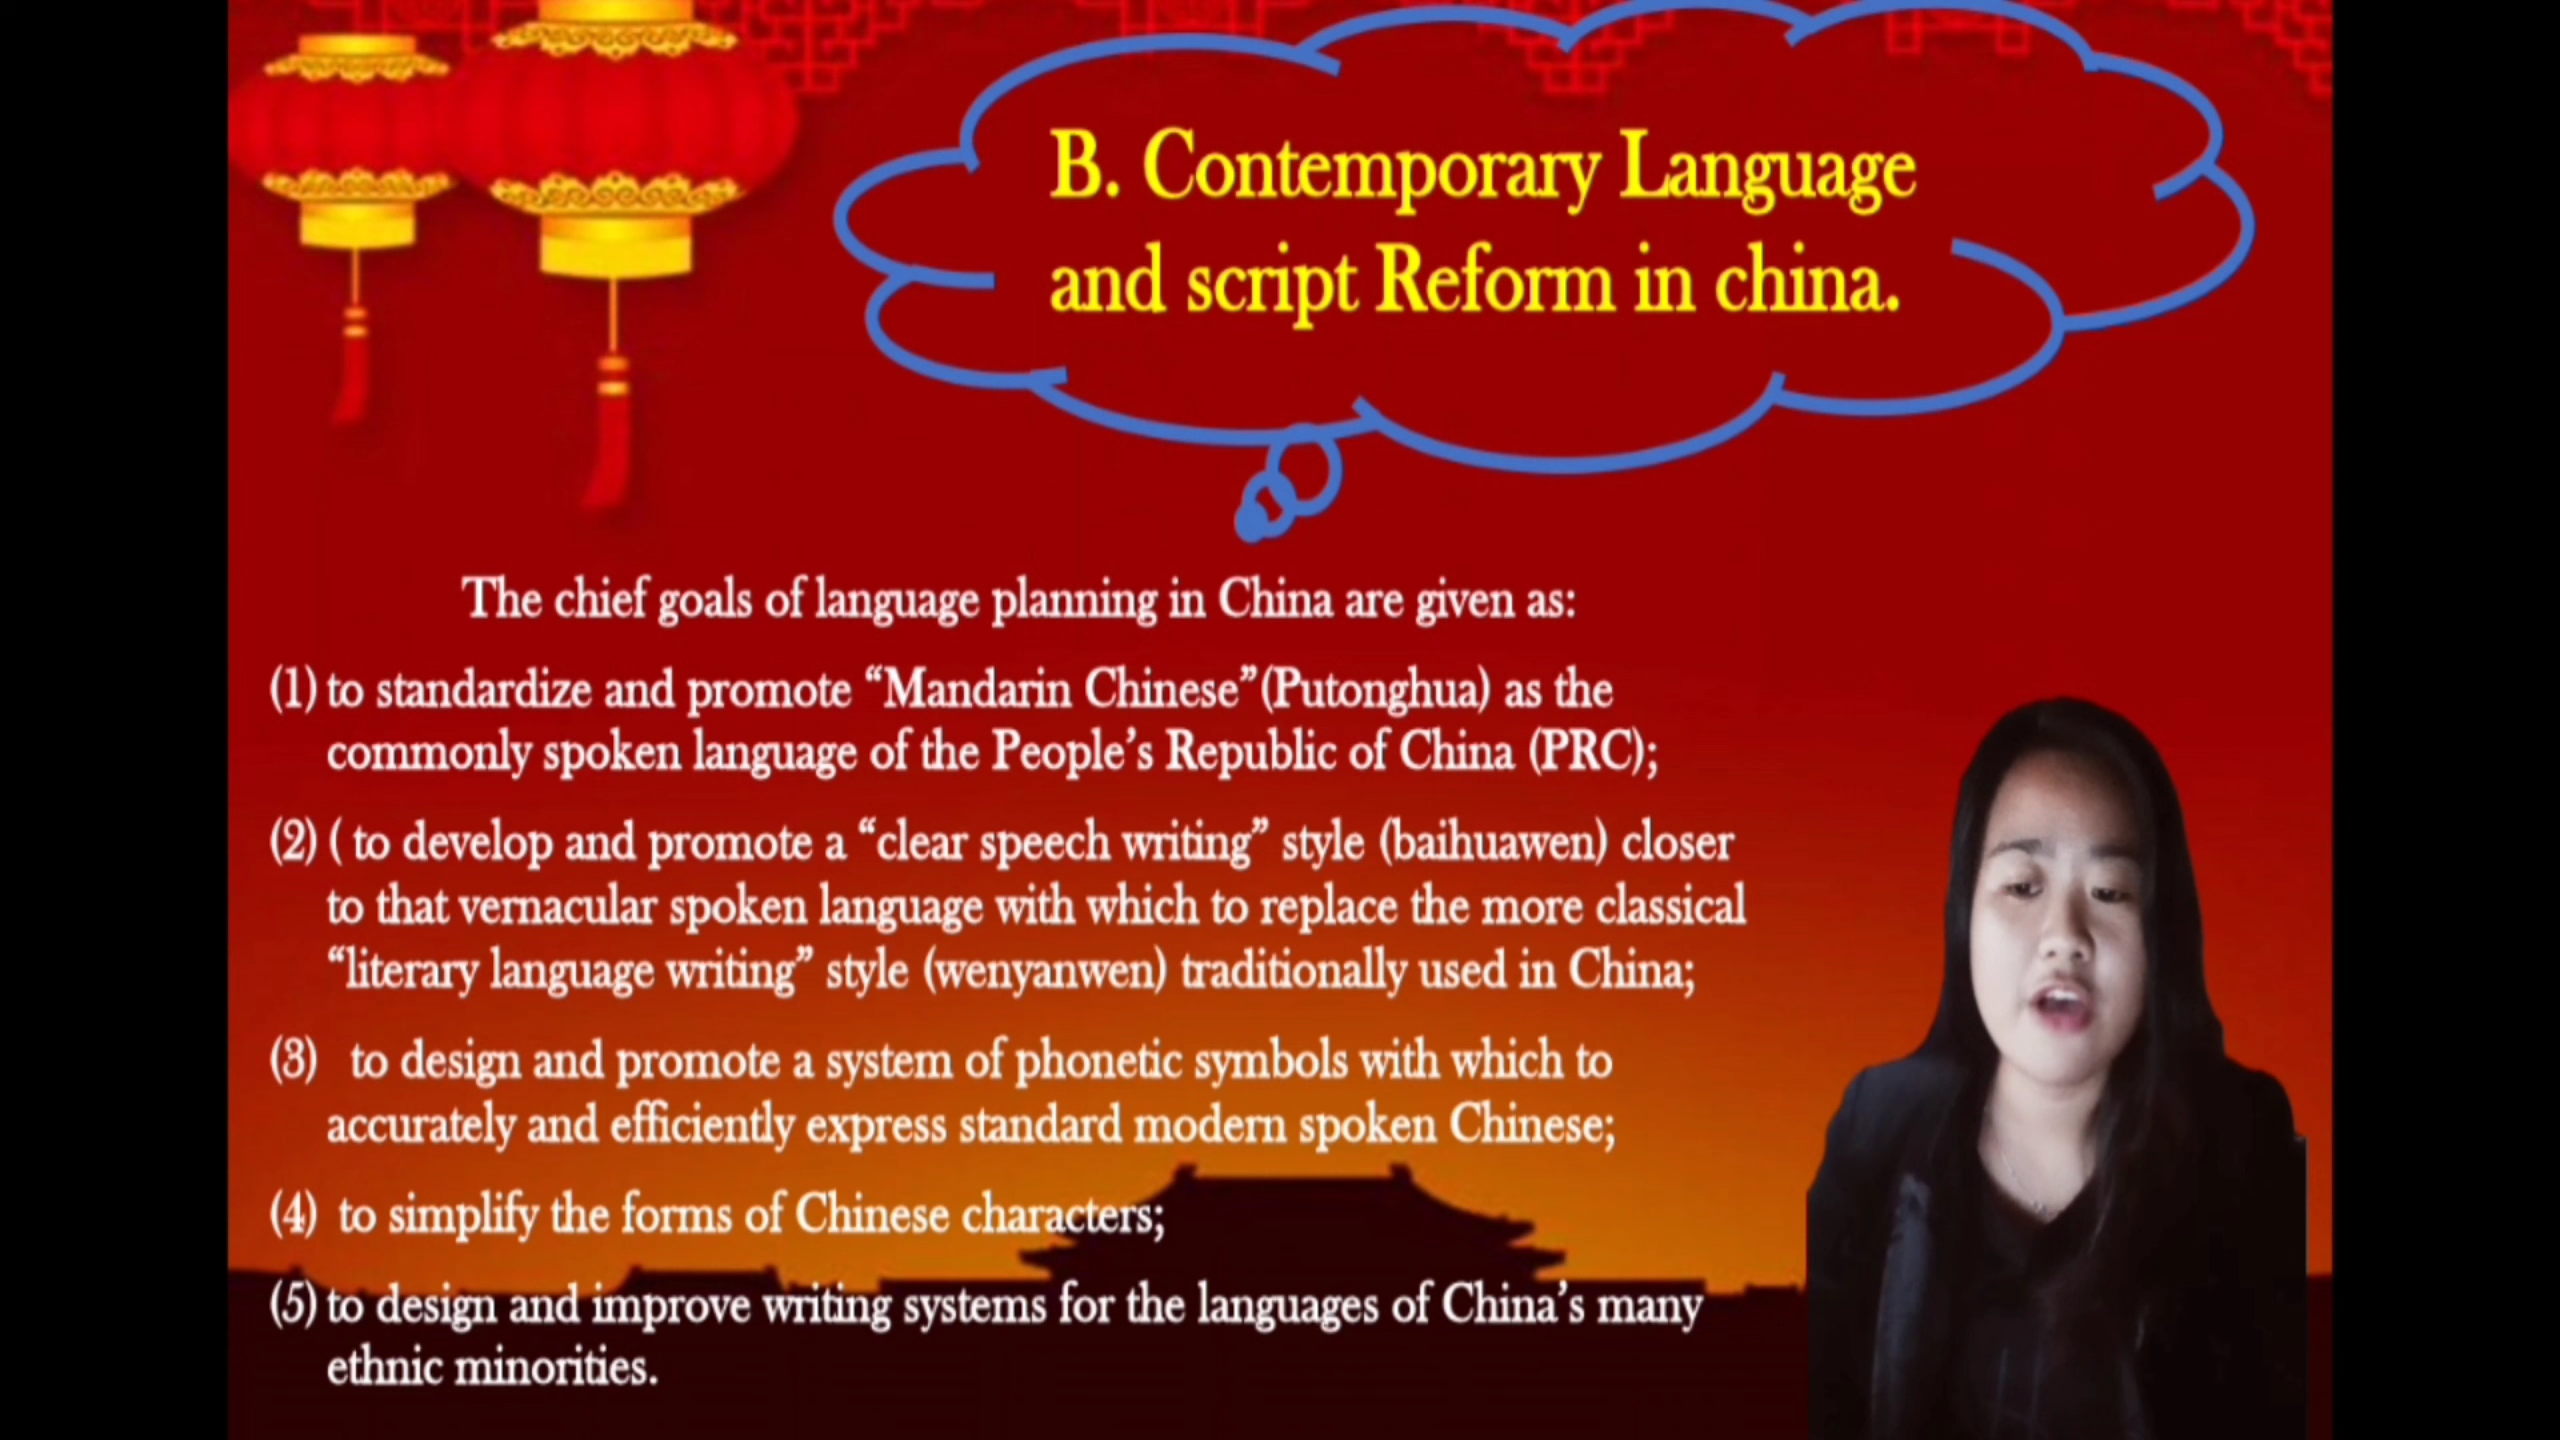 B. Contemporary Language
and script Reform in china.
The chief goals of language planning in China are given as:
(1) to standardize and promote “Mandarin Chinese”(Putonghua) as the
commonly spoken language of the People’s Republic of China (PRC);
(2) ( to develop and promote a “clear speech writing” style (baihuawen) closer
to that vernacular spoken language with which to replace the more classical
“literary language writing” style (wenyanwen) traditionally used in China;
(3) to design and promote a system of phonetic symbols with which to
accurately and efficiently express standard modern spoken Chinese;
(4) to simplify the forms of Chinese characters;
(5) to design and improve writing systems for the languages of China’s many
ethnic minorities.